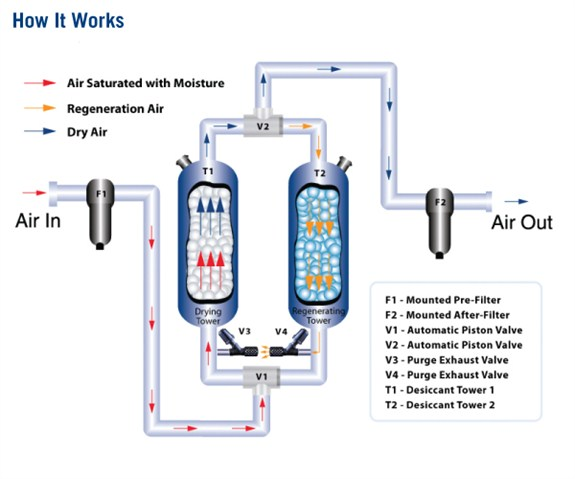 How It Works
Air Saturated with Moisture
Regeneration Air
Dry Air
V2
T1
T2
F1
F2
Air In
Air Out
Drying
Tower
Regenerating
Tower
V3
V4
V1
F1 - Mounted Pre-Filter
F2 - Mounted After-Filter
V1 - Automatic Piston Valve
V2 - Automatic Piston Valve
V3 - Purge Exhaust Valve
V4 - Purge Exhaust Valve
T1 - Desiccant Tower 1
T2 - Desiccant Tower 2